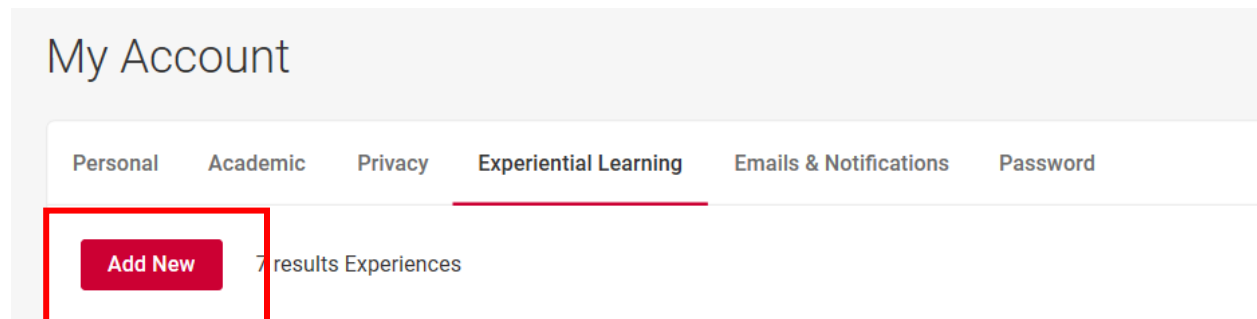 My Account
Personal Academic Privacy Experiential Learning Emails & Notifications Password
Add New 7 results Experiences